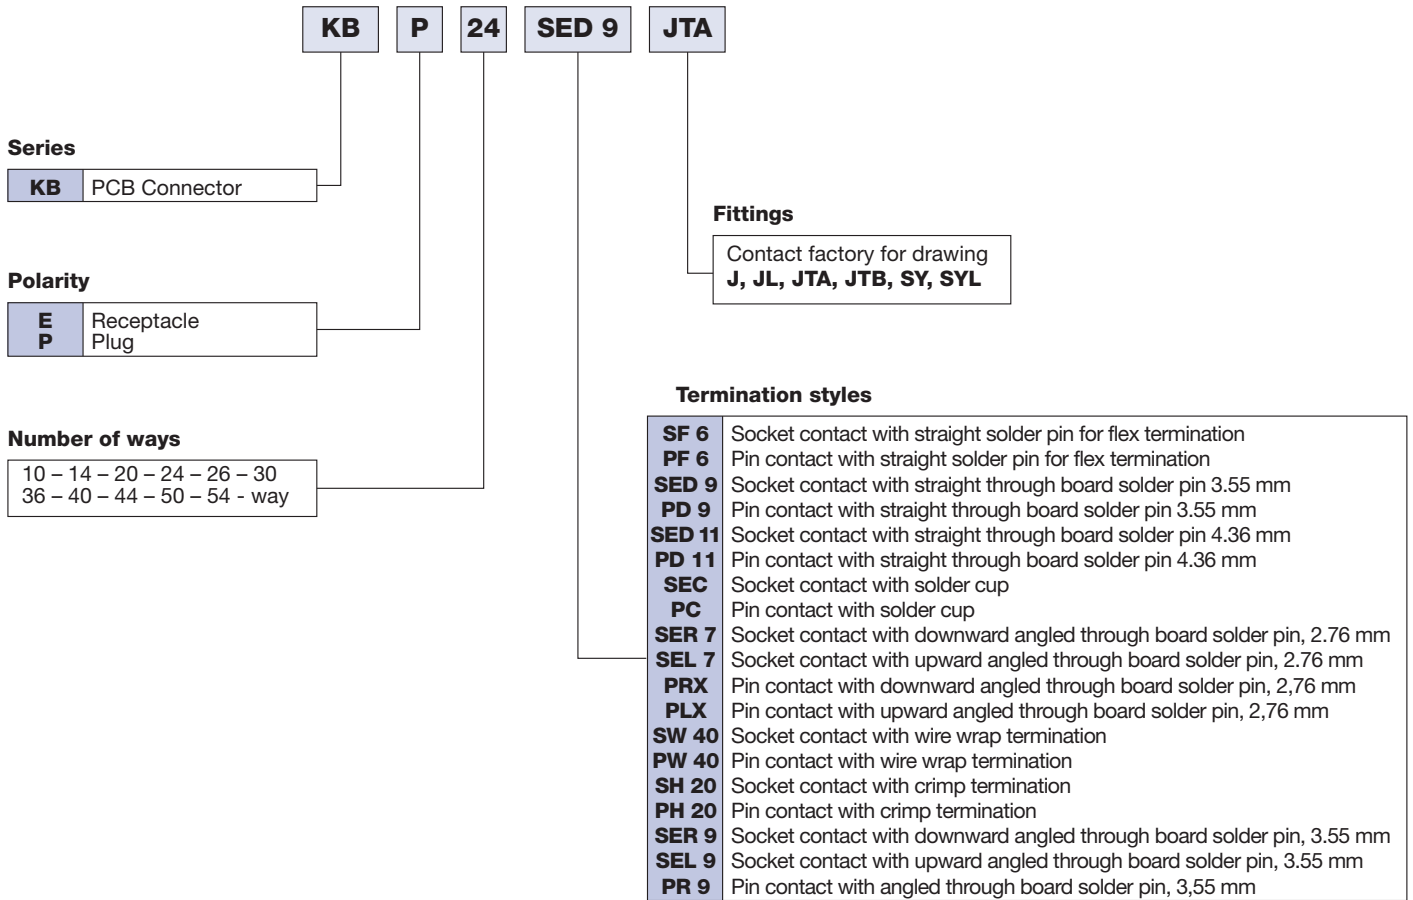 KB P 24 SED 9 JTA
Series
KB PCB Connector
Fittings
Contact factory for drawing
J, JL, JTA, JTB, SY, SYL
Polarity
E Receptacle
P Plug
Number of ways
10 – 14 – 20 – 24 – 26 – 30
36 – 40 – 44 – 50 – 54 - way
Termination styles
SF 6 Socket contact with straight solder pin for flex termination
PF 6 Pin contact with straight solder pin for flex termination
SED 9 Socket contact with straight through board solder pin 3.55 mm
PD 9 Pin contact with straight through board solder pin 3.55 mm
SED 11 Socket contact with straight through board solder pin 4.36 mm
PD 11 Pin contact with straight through board solder pin 4.36 mm
SEC Socket contact with solder cup
PC Pin contact with solder cup
SER 7 Socket contact with downward angled through board solder pin, 2.76 mm
SEL 7 Socket contact with upward angled through board solder pin, 2.76 mm
PRX Pin contact with downward angled through board solder pin, 2,76 mm
PLX Pin contact with upward angled through board solder pin, 2,76 mm
SW 40 Socket contact with wire wrap termination
PW 40 Pin contact with wire wrap termination
SH 20 Socket contact with crimp termination
PH 20 Pin contact with crimp termination
SER 9 Socket contact with downward angled through board solder pin, 3.55 mm
SEL 9 Socket contact with upward angled through board solder pin, 3.55 mm
PR 9 Pin contact with angled through board solder pin, 3,55 mm